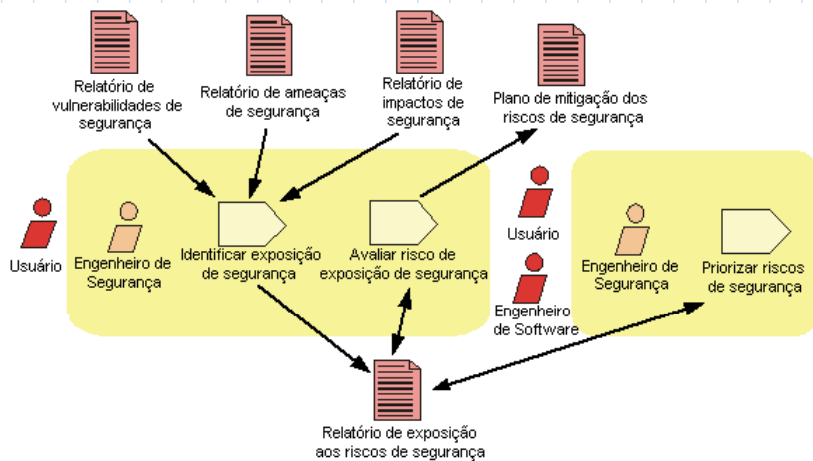 Relatório de
vulnerabilidades de
segurança
Relatório de ameaças
de segurança
Relatório de
impactos de
segurança
Plano de mitigação dos
riscos de segurança
Usuário
Engenheiro de
Segurança
Identificar exposição
de segurança
Avaliar risco de
exposição de segurança
Usuário
Engenheiro
de Software
Engenheiro de
Segurança
Priorizar riscos
de segurança
Relatório de exposição
aos riscos de segurança